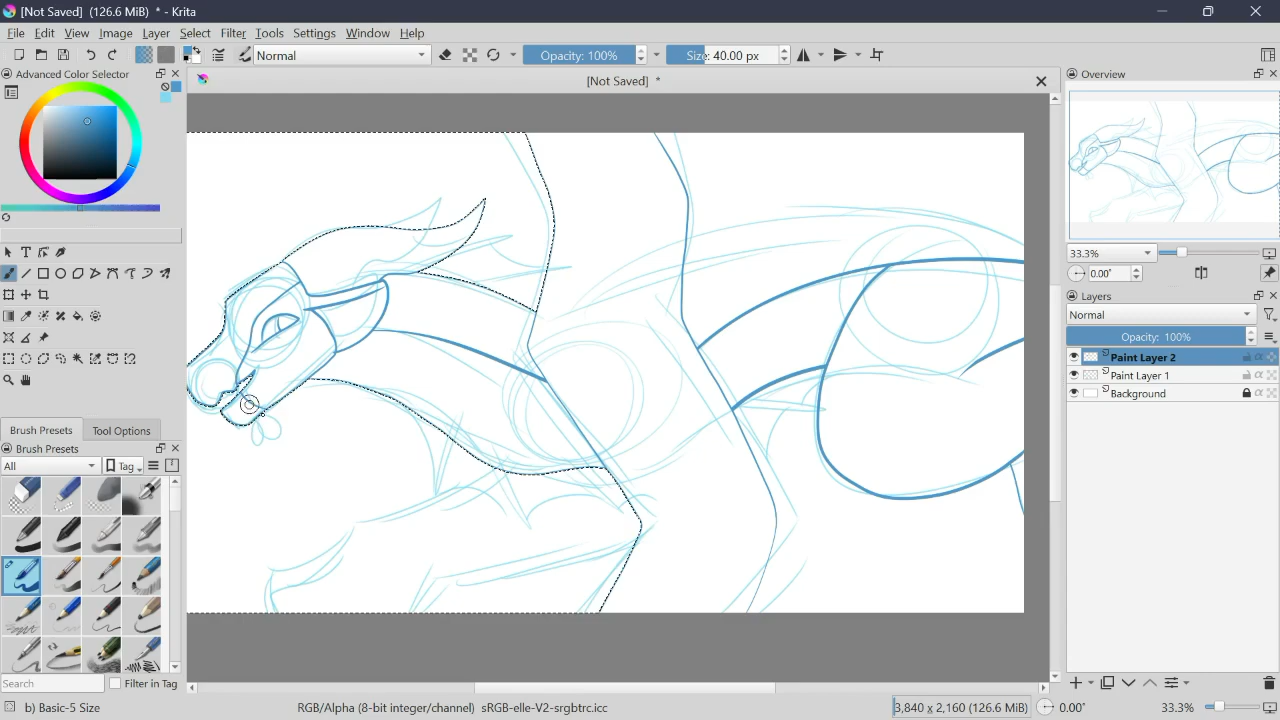 [Not Saved] (126.6 MiB) * - Krita
File Edit View Image Layer Select Filter Tools Settings Window Help
Normal Opacity: 100% Size: 40.00 px
Advanced Color Selector
[Not Saved] *
Overview
33.3%
0.00°
Layers
Normal
Opacity: 100%
Paint Layer 2
Paint Layer 1
Background
Brush Presets Tool Options
Brush Presets
All Tag
Search Filter in Tag
b) Basic-5 Size RGB/Alpha (8-bit integer/channel) sRGB-elle-V2-srgbtrc.icc 3,840 x 2,160 (126.6 MiB) 0.00° 33.3%